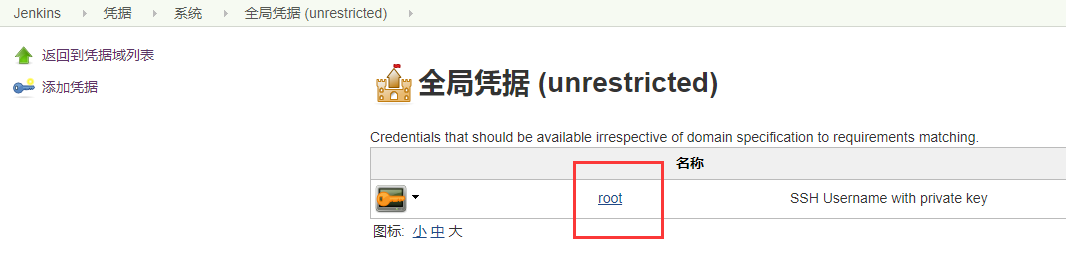 Jenkins 凭据 系统 全局凭据 (unrestricted)
返回到凭据域列表
添加凭据
全局凭据 (unrestricted)
Credentials that should be available irrespective of domain specification to requirements matching.
名称
root SSH Username with private key
图标: 小 中 大